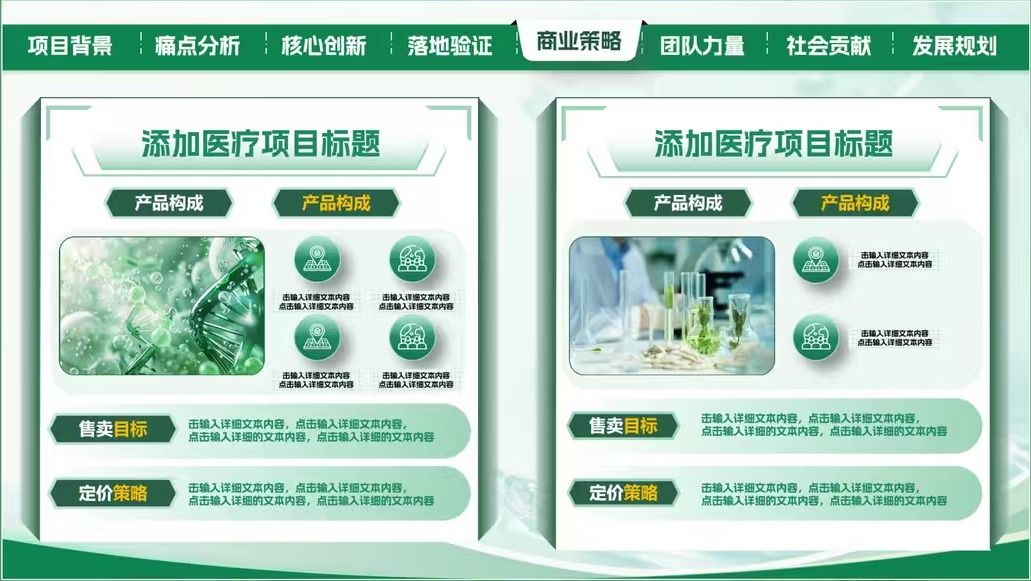 项目背景
痛点分析
核心创新
落地验证
商业策略
团队力量
社会贡献
发展规划
添加医疗项目标题
产品构成
产品构成
击输入详细文本内容
点击输入详细文本内容
击输入详细文本内容
点击输入详细文本内容
击输入详细文本内容
点击输入详细文本内容
击输入详细文本内容
点击输入详细文本内容
售卖目标
击输入详细文本内容，点击输入详细文本内容，
点击输入详细的文本内容，点击输入详细的文本内容
定价策略
击输入详细文本内容，点击输入详细文本内容，
点击输入详细的文本内容，点击输入详细的文本内容
添加医疗项目标题
产品构成
产品构成
击输入详细文本内容
点击输入详细文本内容
击输入详细文本内容
点击输入详细文本内容
售卖目标
击输入详细文本内容，点击输入详细文本内容，
点击输入详细的文本内容，点击输入详细的文本内容
定价策略
击输入详细文本内容，点击输入详细文本内容，
点击输入详细的文本内容，点击输入详细的文本内容